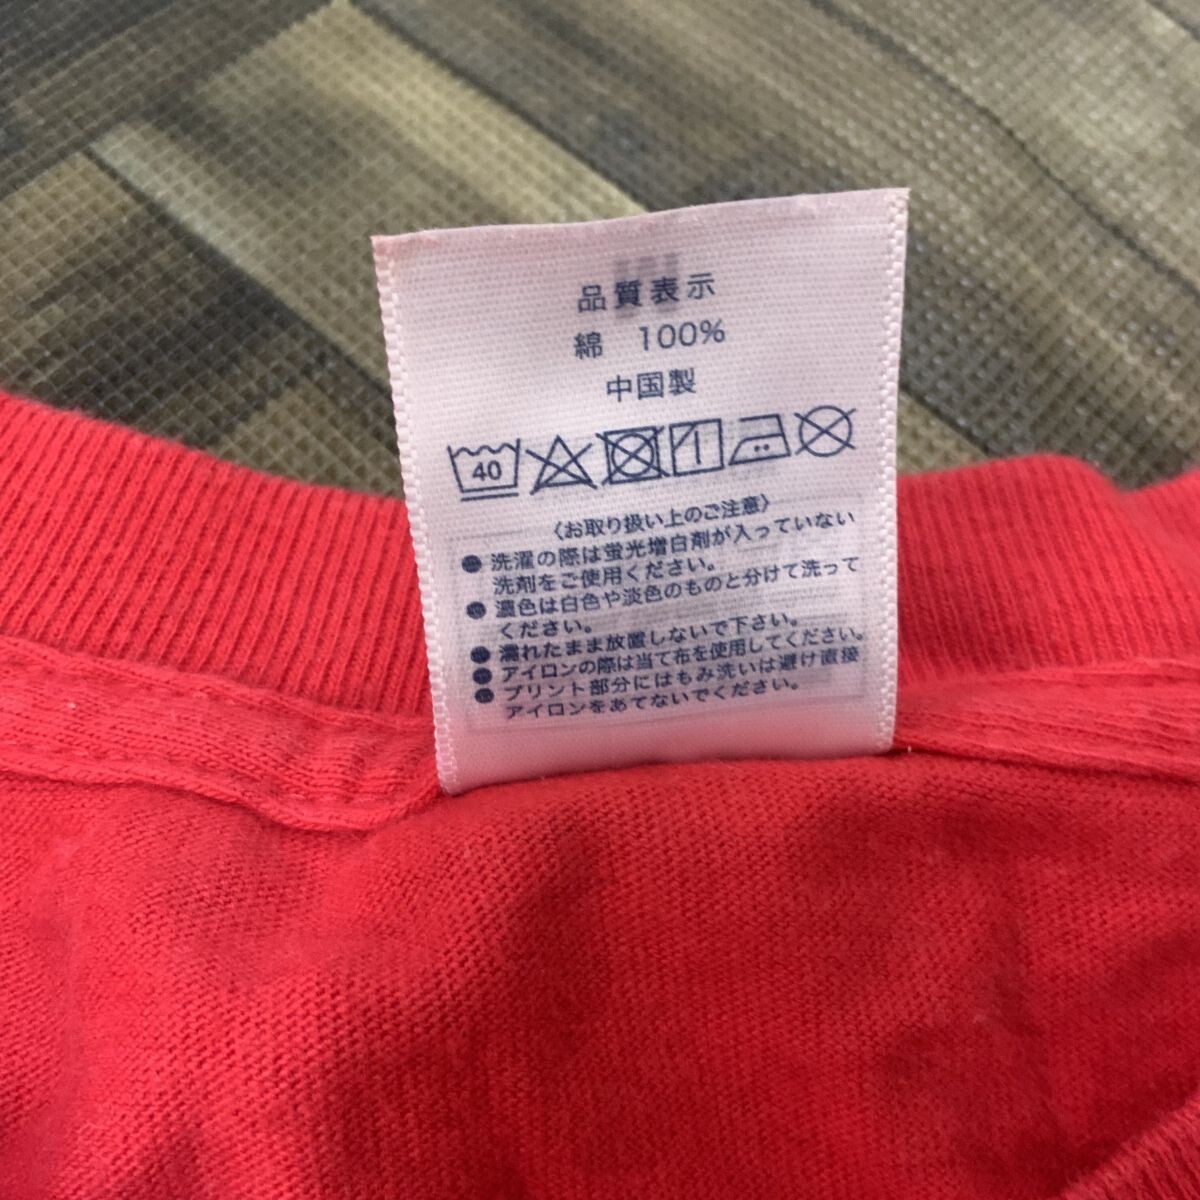 品質表示
綿　100%
中国製
40
〈お取り扱い上のご注意〉
● 洗濯の際は蛍光増白剤が入っていない
洗剤をご使用ください。
● 濃色は白色や淡色のものと分けて洗って
ください。
● 濡れたまま放置しないで下さい。
● アイロンの際は当て布を使用してください。
● プリント部分にはもみ洗いは避け直接
アイロンをあてないでください。